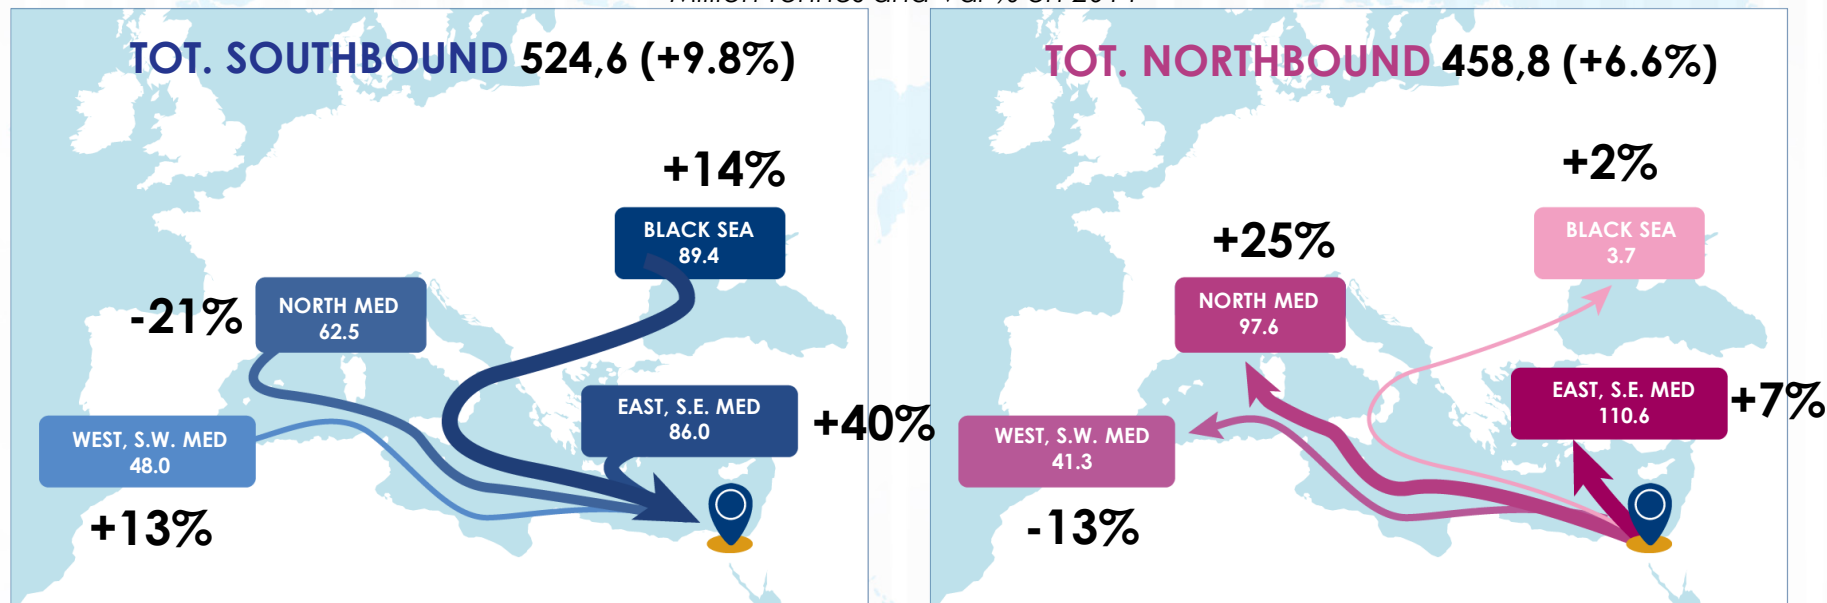 TOT. SOUTHBOUND 524,6 (+9.8%)
+14%
BLACK SEA
89.4
-21%
NORTH MED
62.5
EAST, S.E. MED
86.0
+40%
WEST, S.W. MED
48.0
+13%
TOT. NORTHBOUND 458,8 (+6.6%)
+2%
BLACK SEA
3.7
+25%
NORTH MED
97.6
EAST, S.E. MED
110.6
+7%
WEST, S.W. MED
41.3
-13%